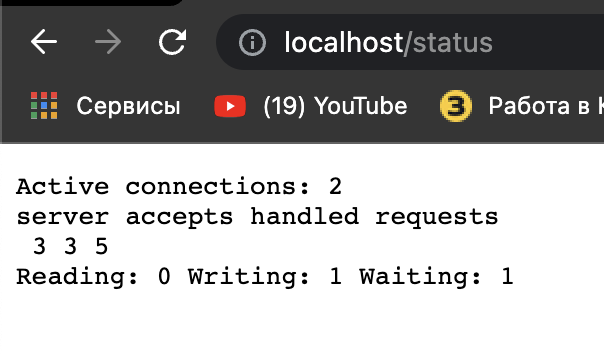 localhost/status
Сервисы (19) YouTube Работа в
Active connections: 2
server accepts handled requests
3 3 5
Reading: 0 Writing: 1 Waiting: 1